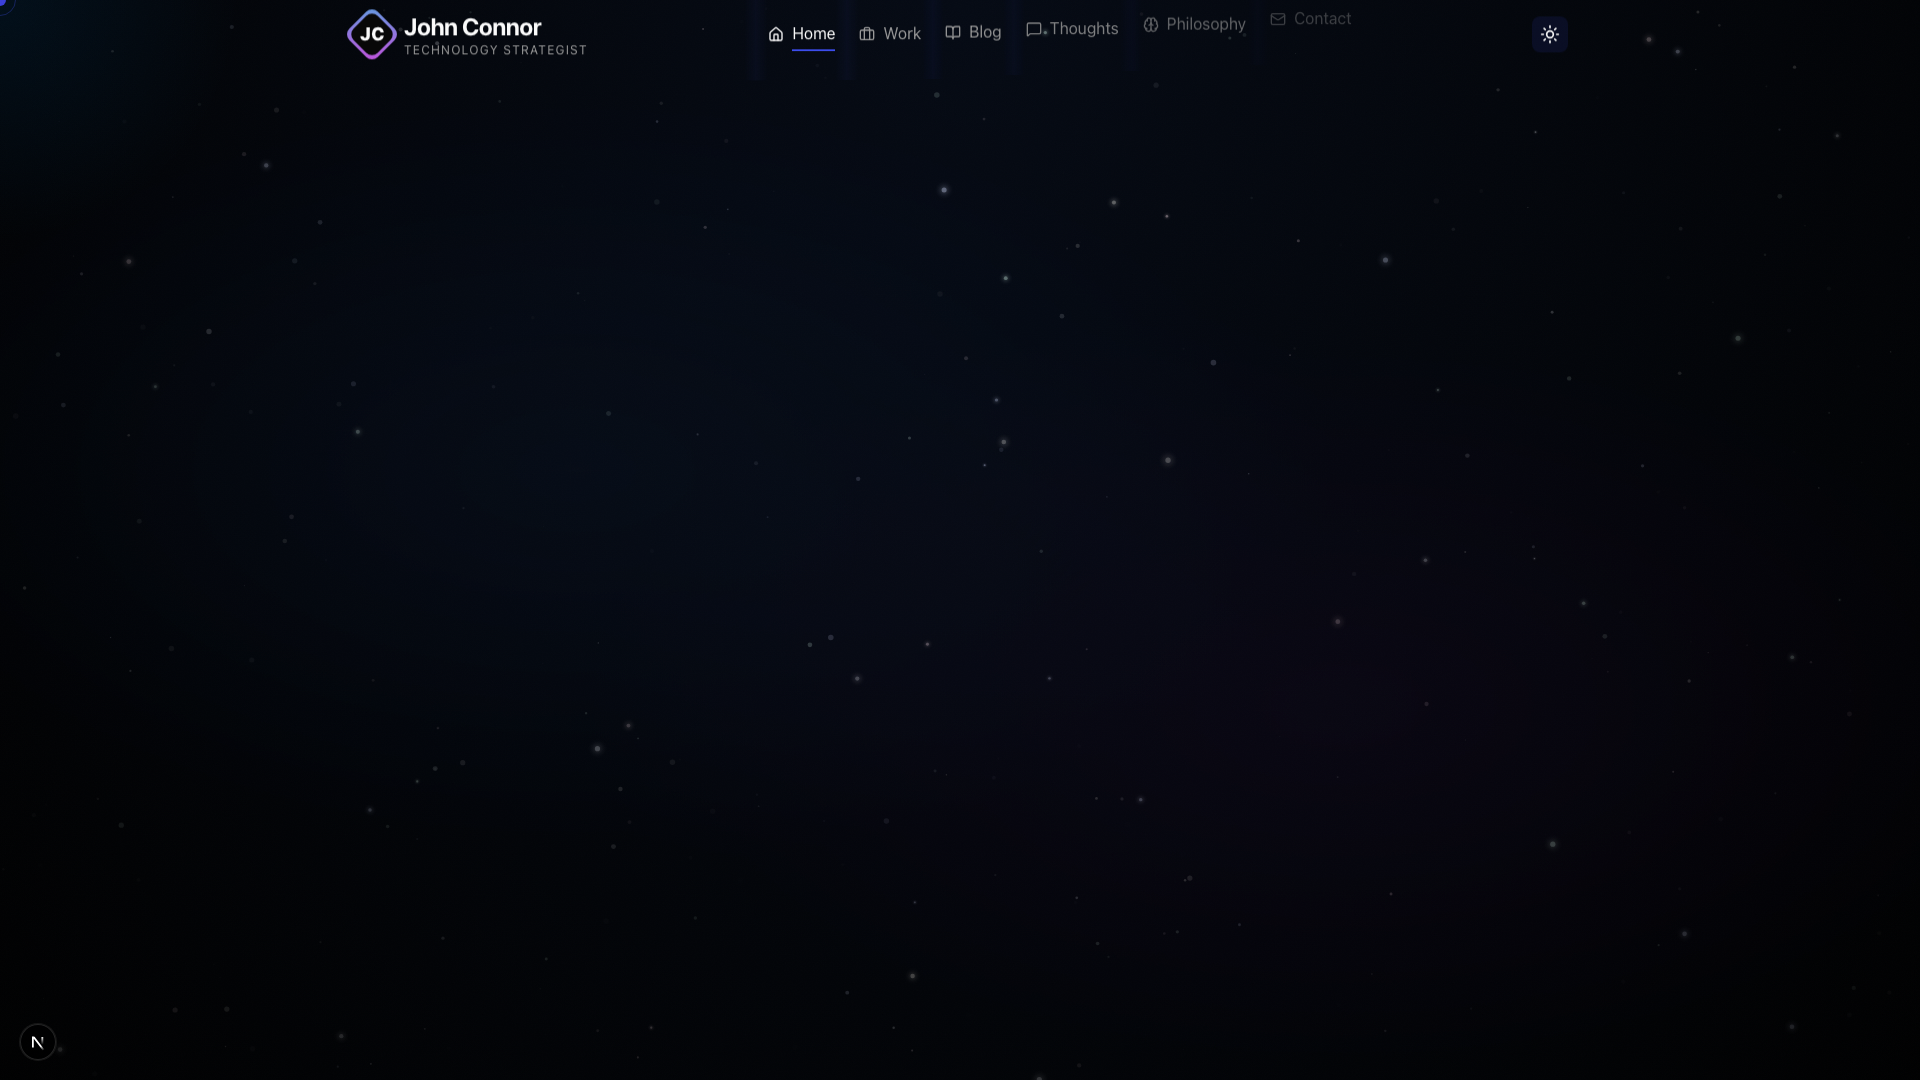 JC
John Connor
TECHNOLOGY STRATEGIST
Home
Work
Blog
Thoughts
Philosophy
Contact
N